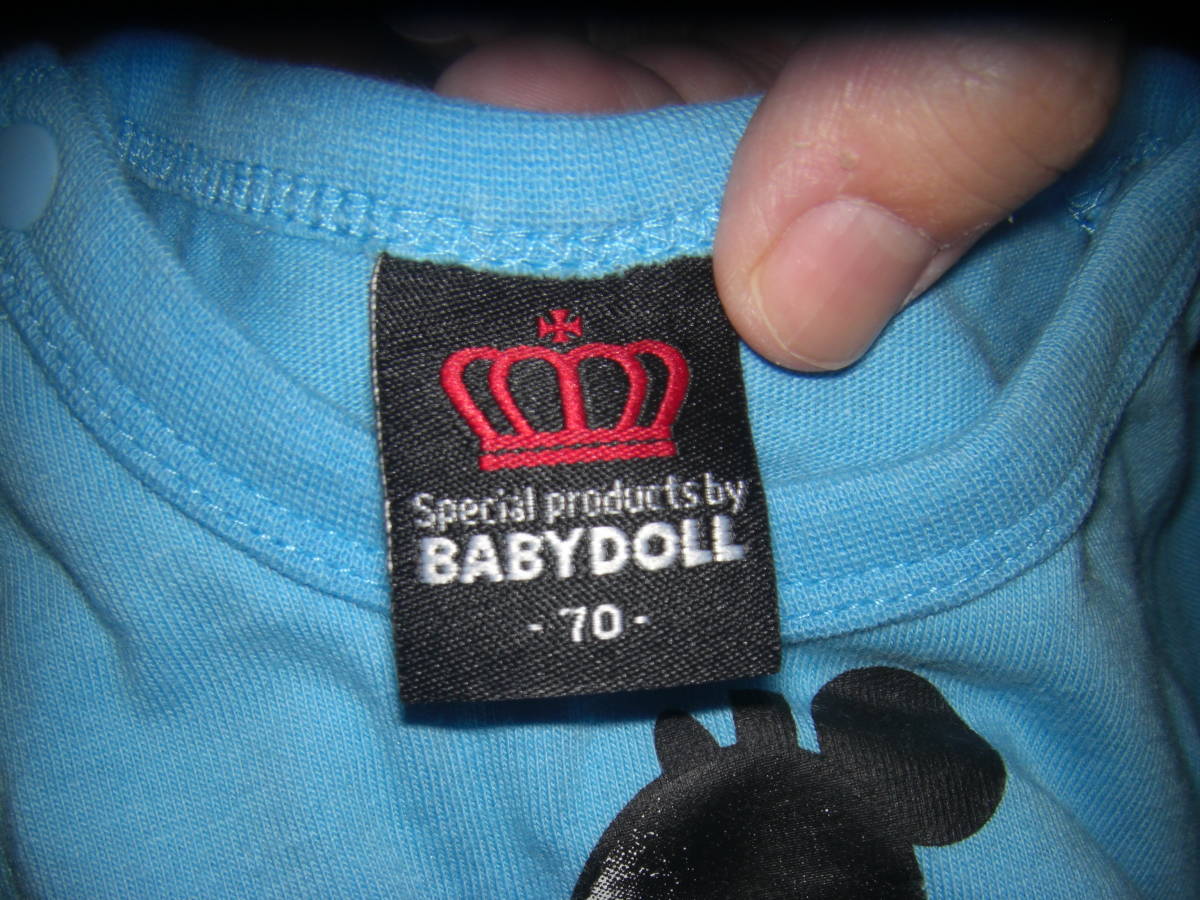 Special products by
BABYDOLL
- 70 -